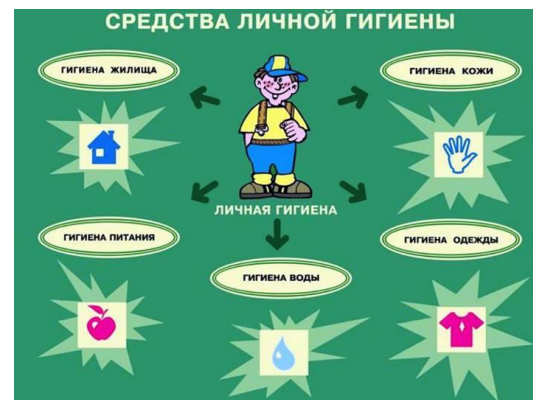 СРЕДСТВА ЛИЧНОЙ ГИГИЕНЫ
ГИГИЕНА ЖИЛИЩА
ГИГИЕНА КОЖИ
ЛИЧНАЯ ГИГИЕНА
ГИГИЕНА ПИТАНИЯ
ГИГИЕНА ОДЕЖДЫ
ГИГИЕНА ВОДЫ